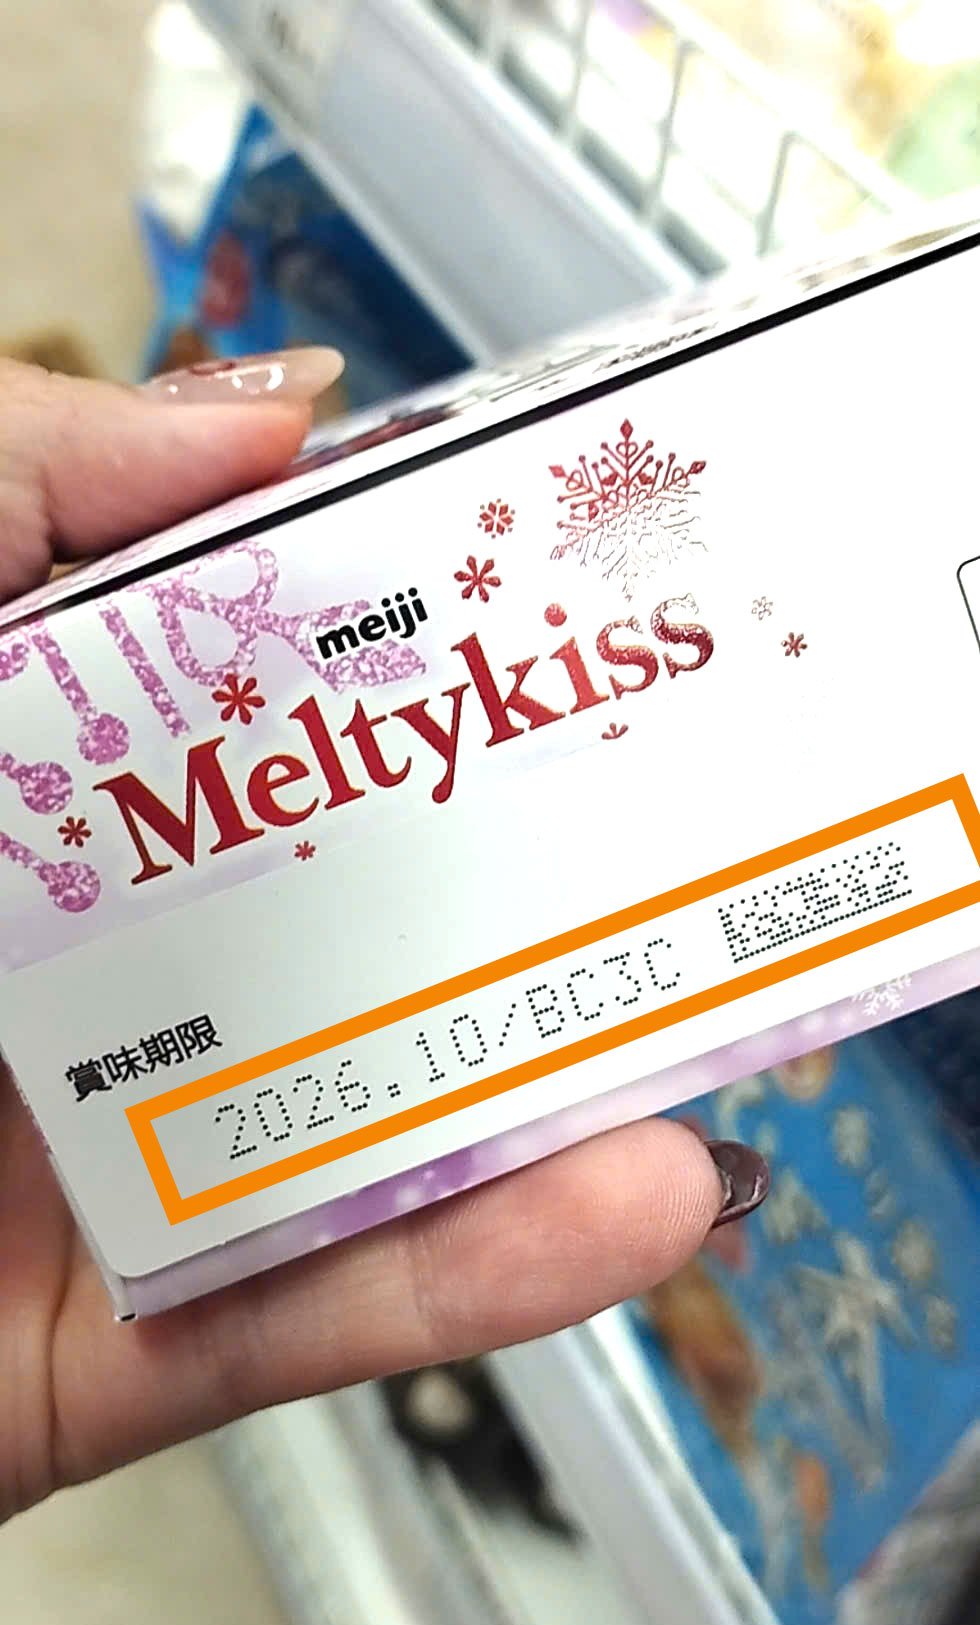 meiji
Meltykiss
賞味期限
2026.10/BC3C